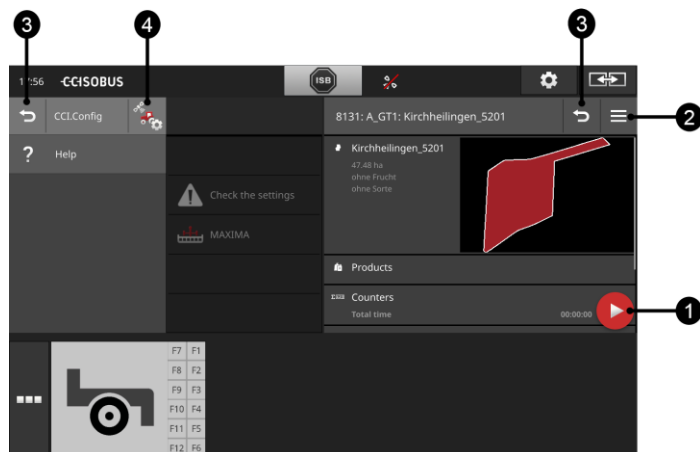 3
4
3
17:56
CCISOBUS
ISB
CCI.Config
8131: A_GT1: Kirchheilingen_5201
2
? Help
Kirchheilingen_5201
47.48 ha
ohne Frucht
ohne Sorte
Check the settings
MAXIMA
Products
Counters
Total time 00:00:00
1
F7 F1
F8 F2
F9 F3
F10 F4
F11 F5
F12 F6